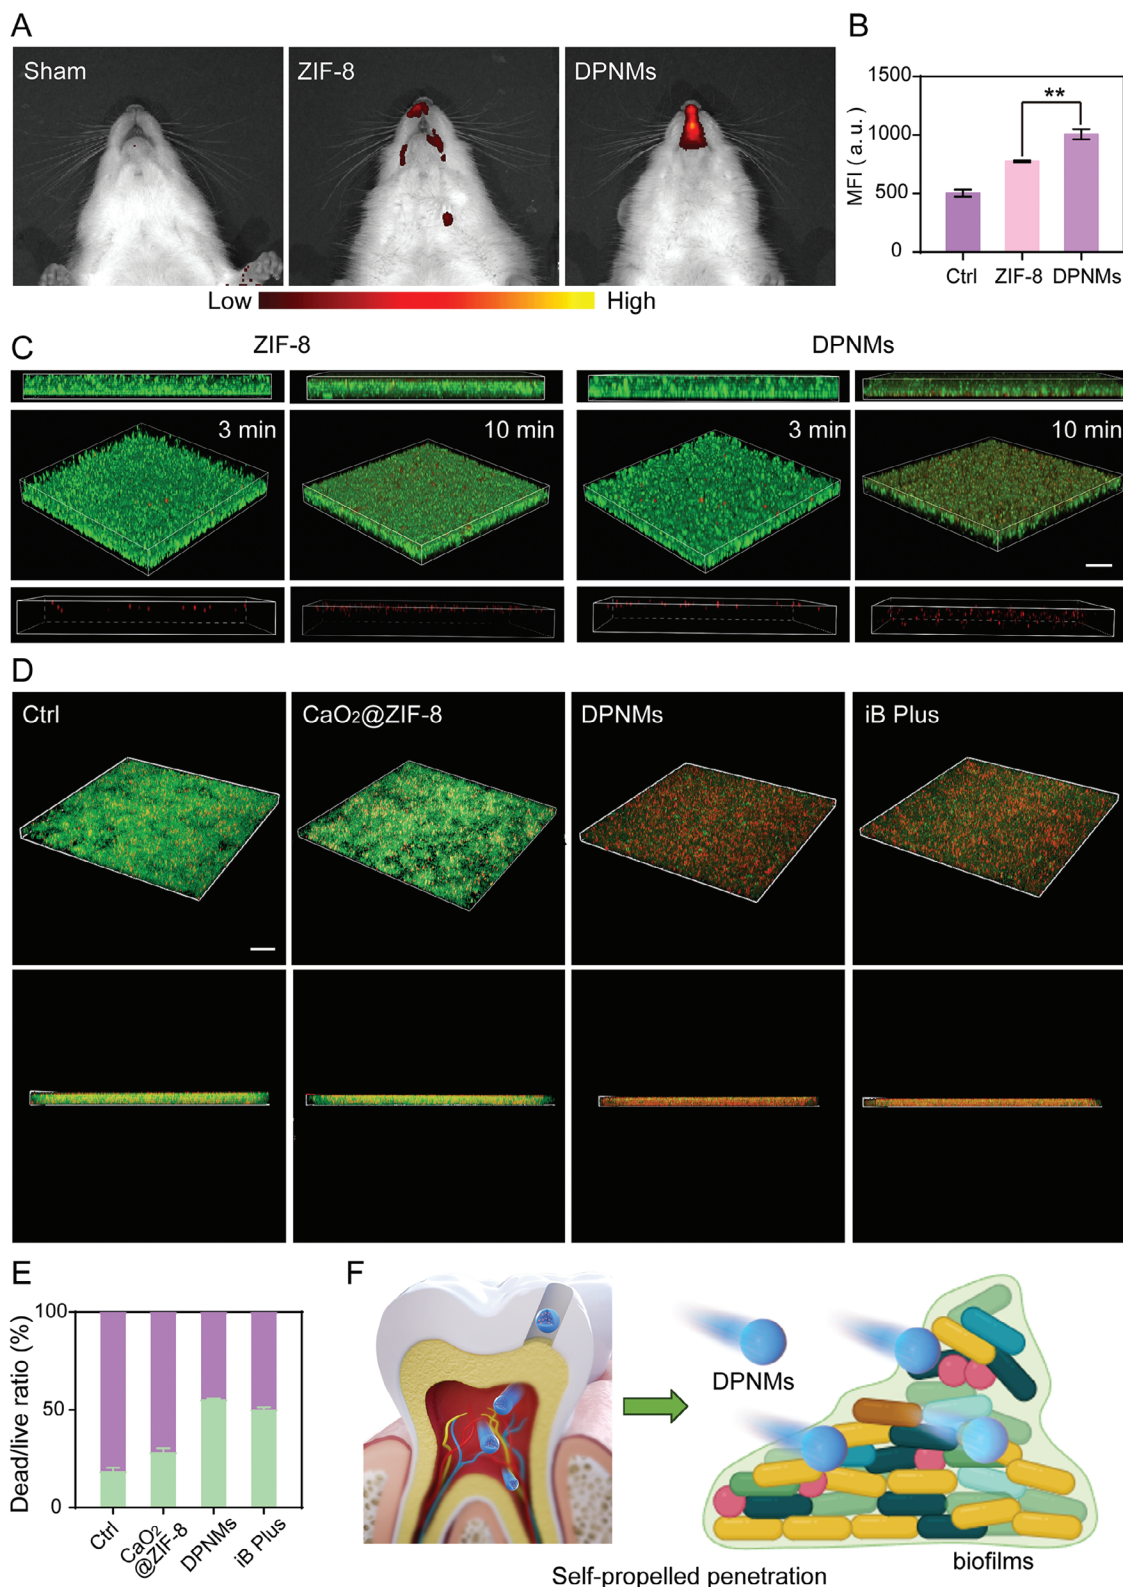 A
Sham
ZIF-8
DPNMs
Low
High
B
MFI ( a.u. )
1500
1000
500
0
**
Ctrl
ZIF-8
DPNMs
C
ZIF-8
DPNMs
3 min
10 min
3 min
10 min
D
Ctrl
CaO₂@ZIF-8
DPNMs
iB Plus
E
Dead/live ratio (%)
100
50
0
Ctrl
CaO₂
@ZIF-8
DPNMs
iB Plus
F
DPNMs
biofilms
Self-propelled penetration